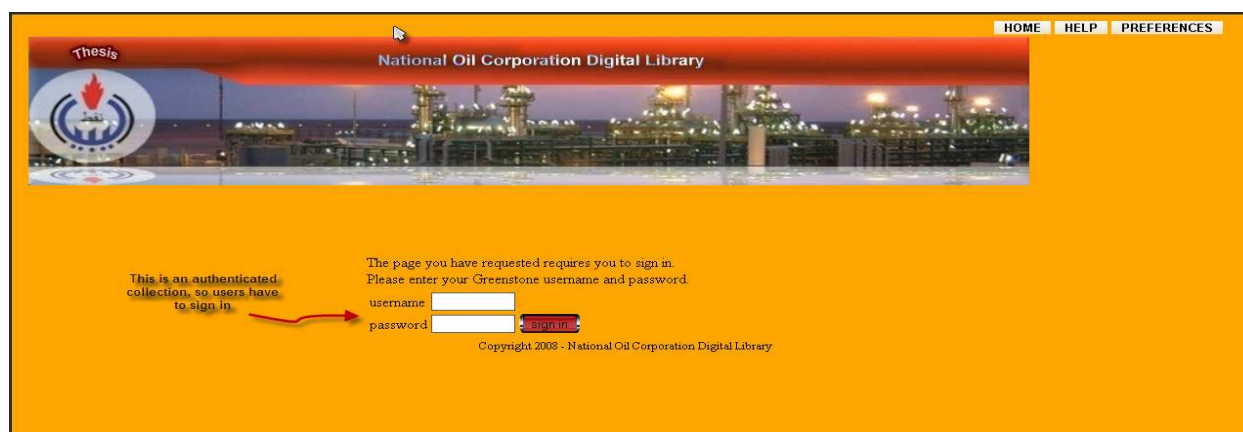 HOME HELP PREFERENCES
Thesis
National Oil Corporation Digital Library
نفط
The page you have requested requires you to sign in.
Please enter your Greenstone username and password.
This is an authenticated
collection, so users have
to sign in
username
password sign in
Copyright 2008 - National Oil Corporation Digital Library